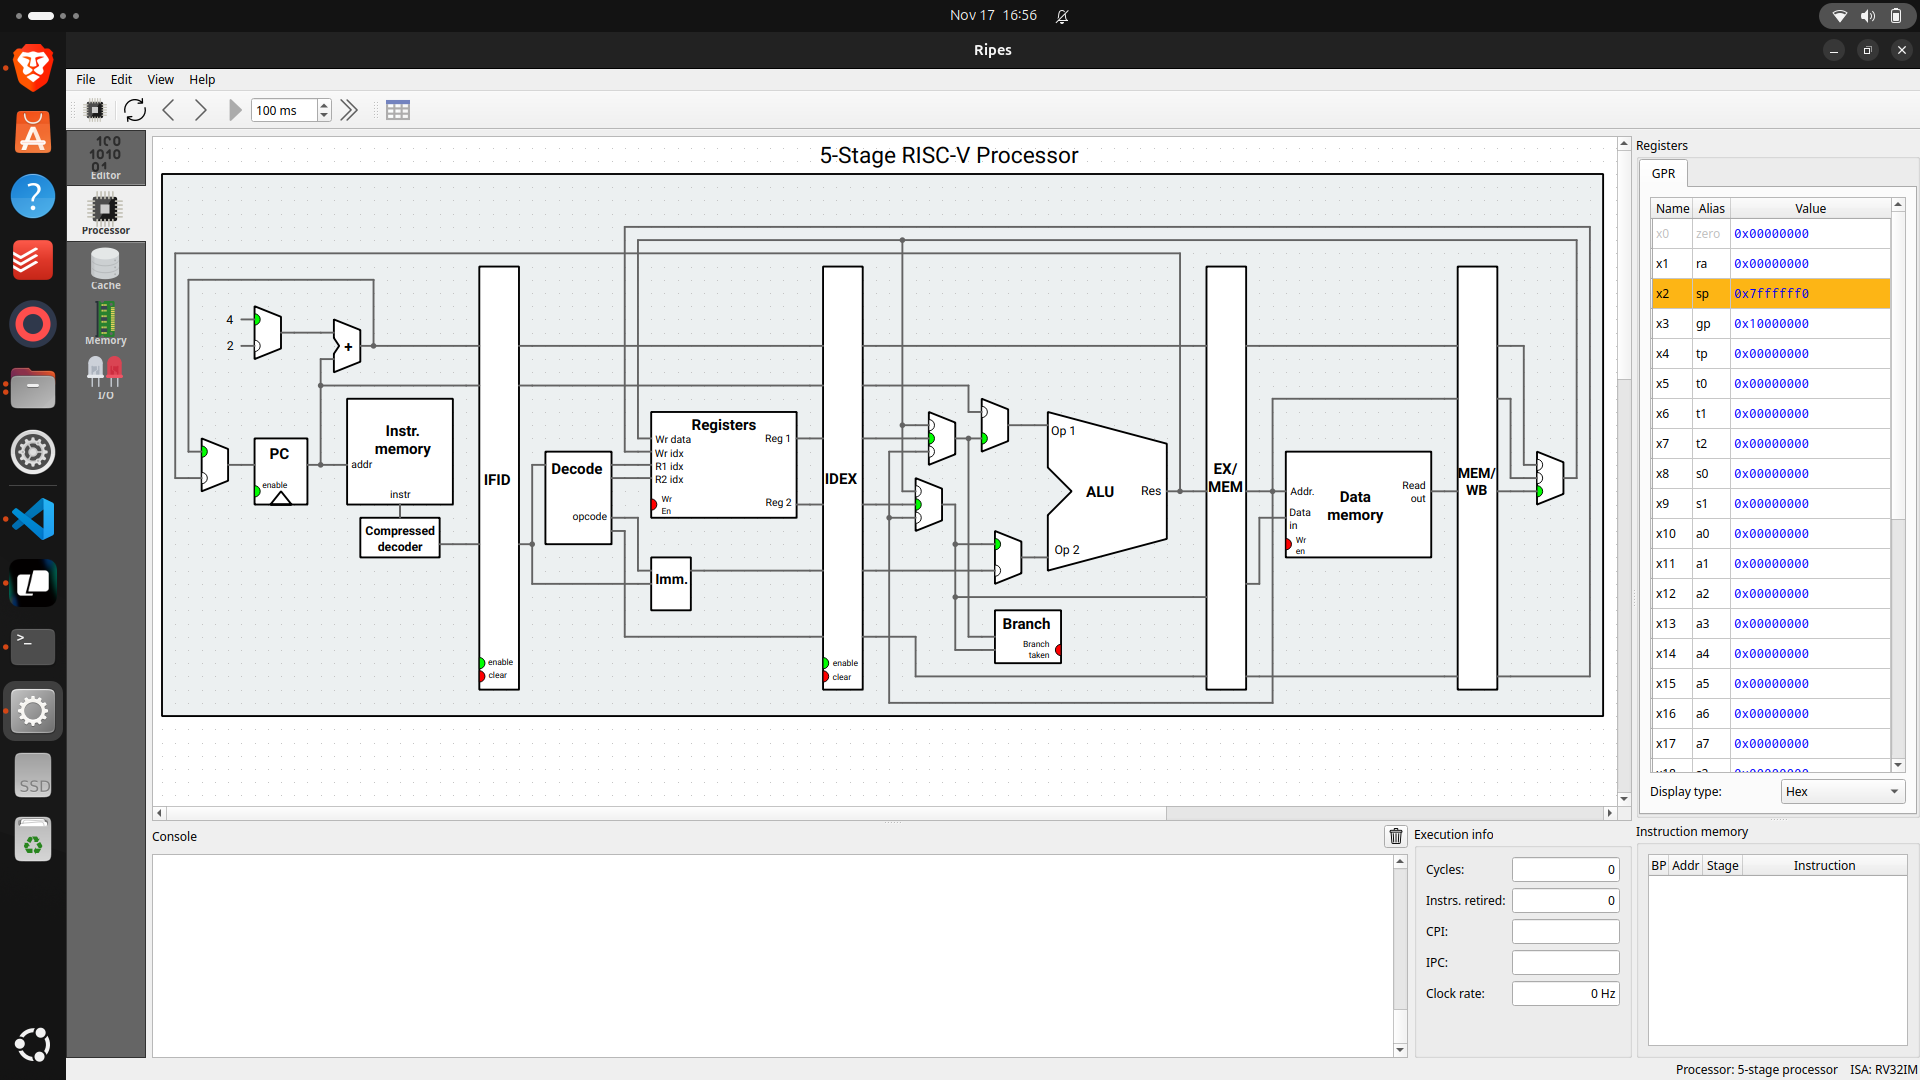 Nov 17 16:56
Ripes
File Edit View Help
100 ms
Editor
Processor
Cache
Memory
I/O
SSD
5-Stage RISC-V Processor
4
2
+
PC
enable
Instr.
memory
addr
instr
Compressed
decoder
IFID
enable
clear
Decode
opcode
Registers
Wr data
Wr idx
R1 idx
R2 idx
Wr
En
Reg 1
Reg 2
Imm.
IDEX
enable
clear
Op 1
ALU
Res
Op 2
Branch
Branch
taken
EX/
MEM
Addr.
Data
in
Wr
en
Data
memory
Read
out
MEM/
WB
Registers
GPR
Name Alias Value
x0 zero 0x00000000
x1 ra 0x00000000
x2 sp 0x7ffffff0
x3 gp 0x10000000
x4 tp 0x00000000
x5 t0 0x00000000
x6 t1 0x00000000
x7 t2 0x00000000
x8 s0 0x00000000
x9 s1 0x00000000
x10 a0 0x00000000
x11 a1 0x00000000
x12 a2 0x00000000
x13 a3 0x00000000
x14 a4 0x00000000
x15 a5 0x00000000
x16 a6 0x00000000
x17 a7 0x00000000
Display type: Hex
Console
Execution info
Cycles: 0
Instrs. retired: 0
CPI:
IPC:
Clock rate: 0 Hz
Instruction memory
BP Addr Stage Instruction
Processor: 5-stage processor ISA: RV32IM